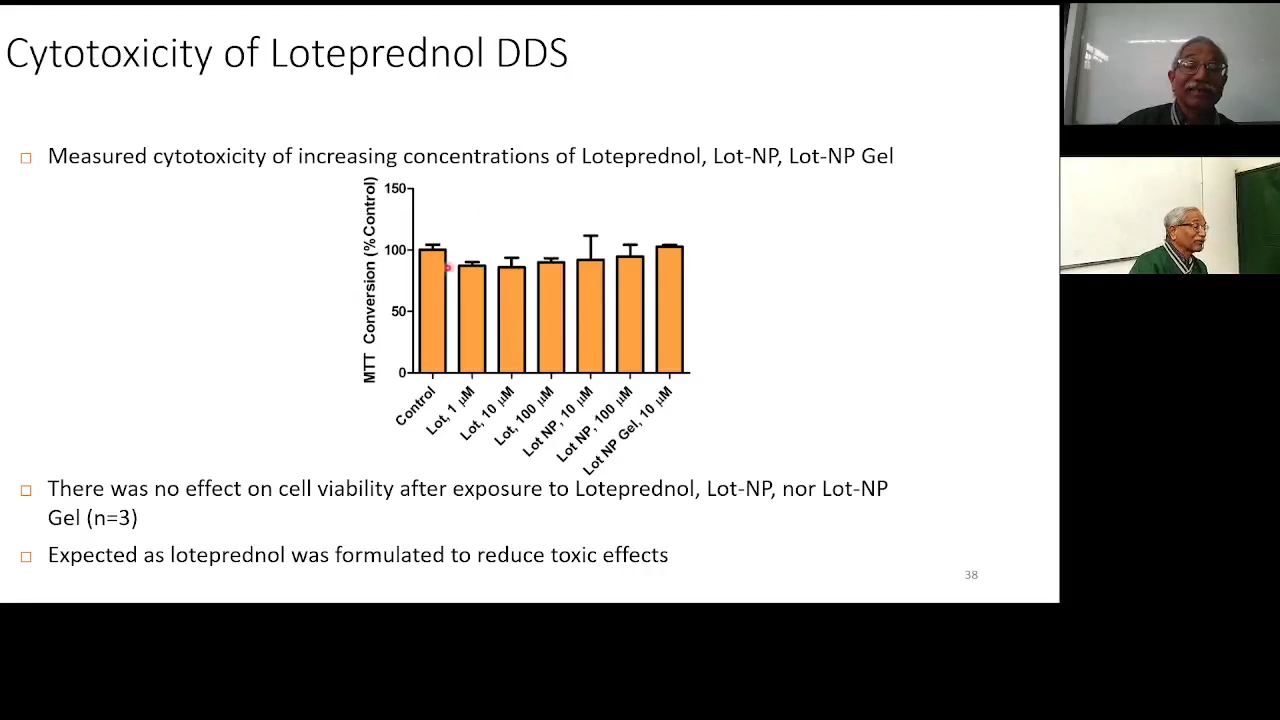 Cytotoxicity of Loteprednol DDS
□ Measured cytotoxicity of increasing concentrations of Loteprednol, Lot-NP, Lot-NP Gel
MTT Conversion (%Control)
150
100
50
0
Control
Lot, 1 µM
Lot, 10 µM
Lot, 100 µM
Lot NP, 10 µM
Lot NP, 100 µM
Lot NP Gel, 10 µM
□ There was no effect on cell viability after exposure to Loteprednol, Lot-NP, nor Lot-NP
Gel (n=3)
□ Expected as loteprednol was formulated to reduce toxic effects
38